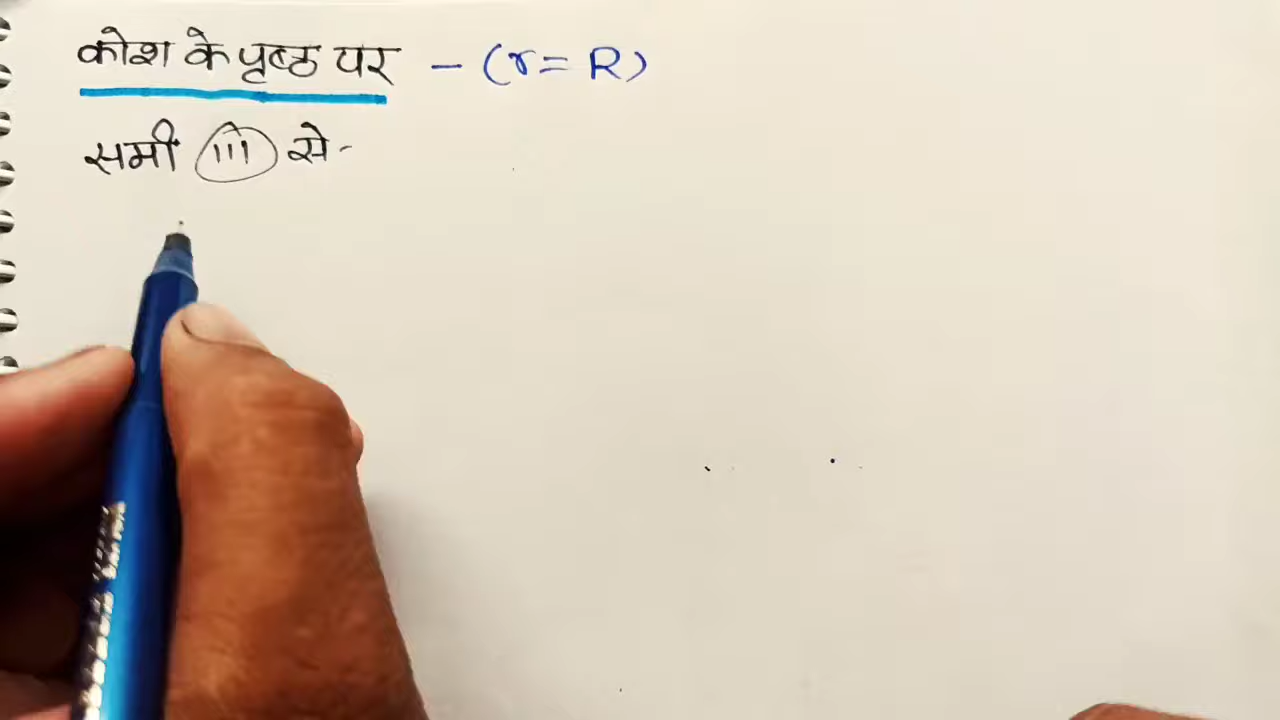 कोश के पृष्ठ पर - (r = R)
समी (iii) से -